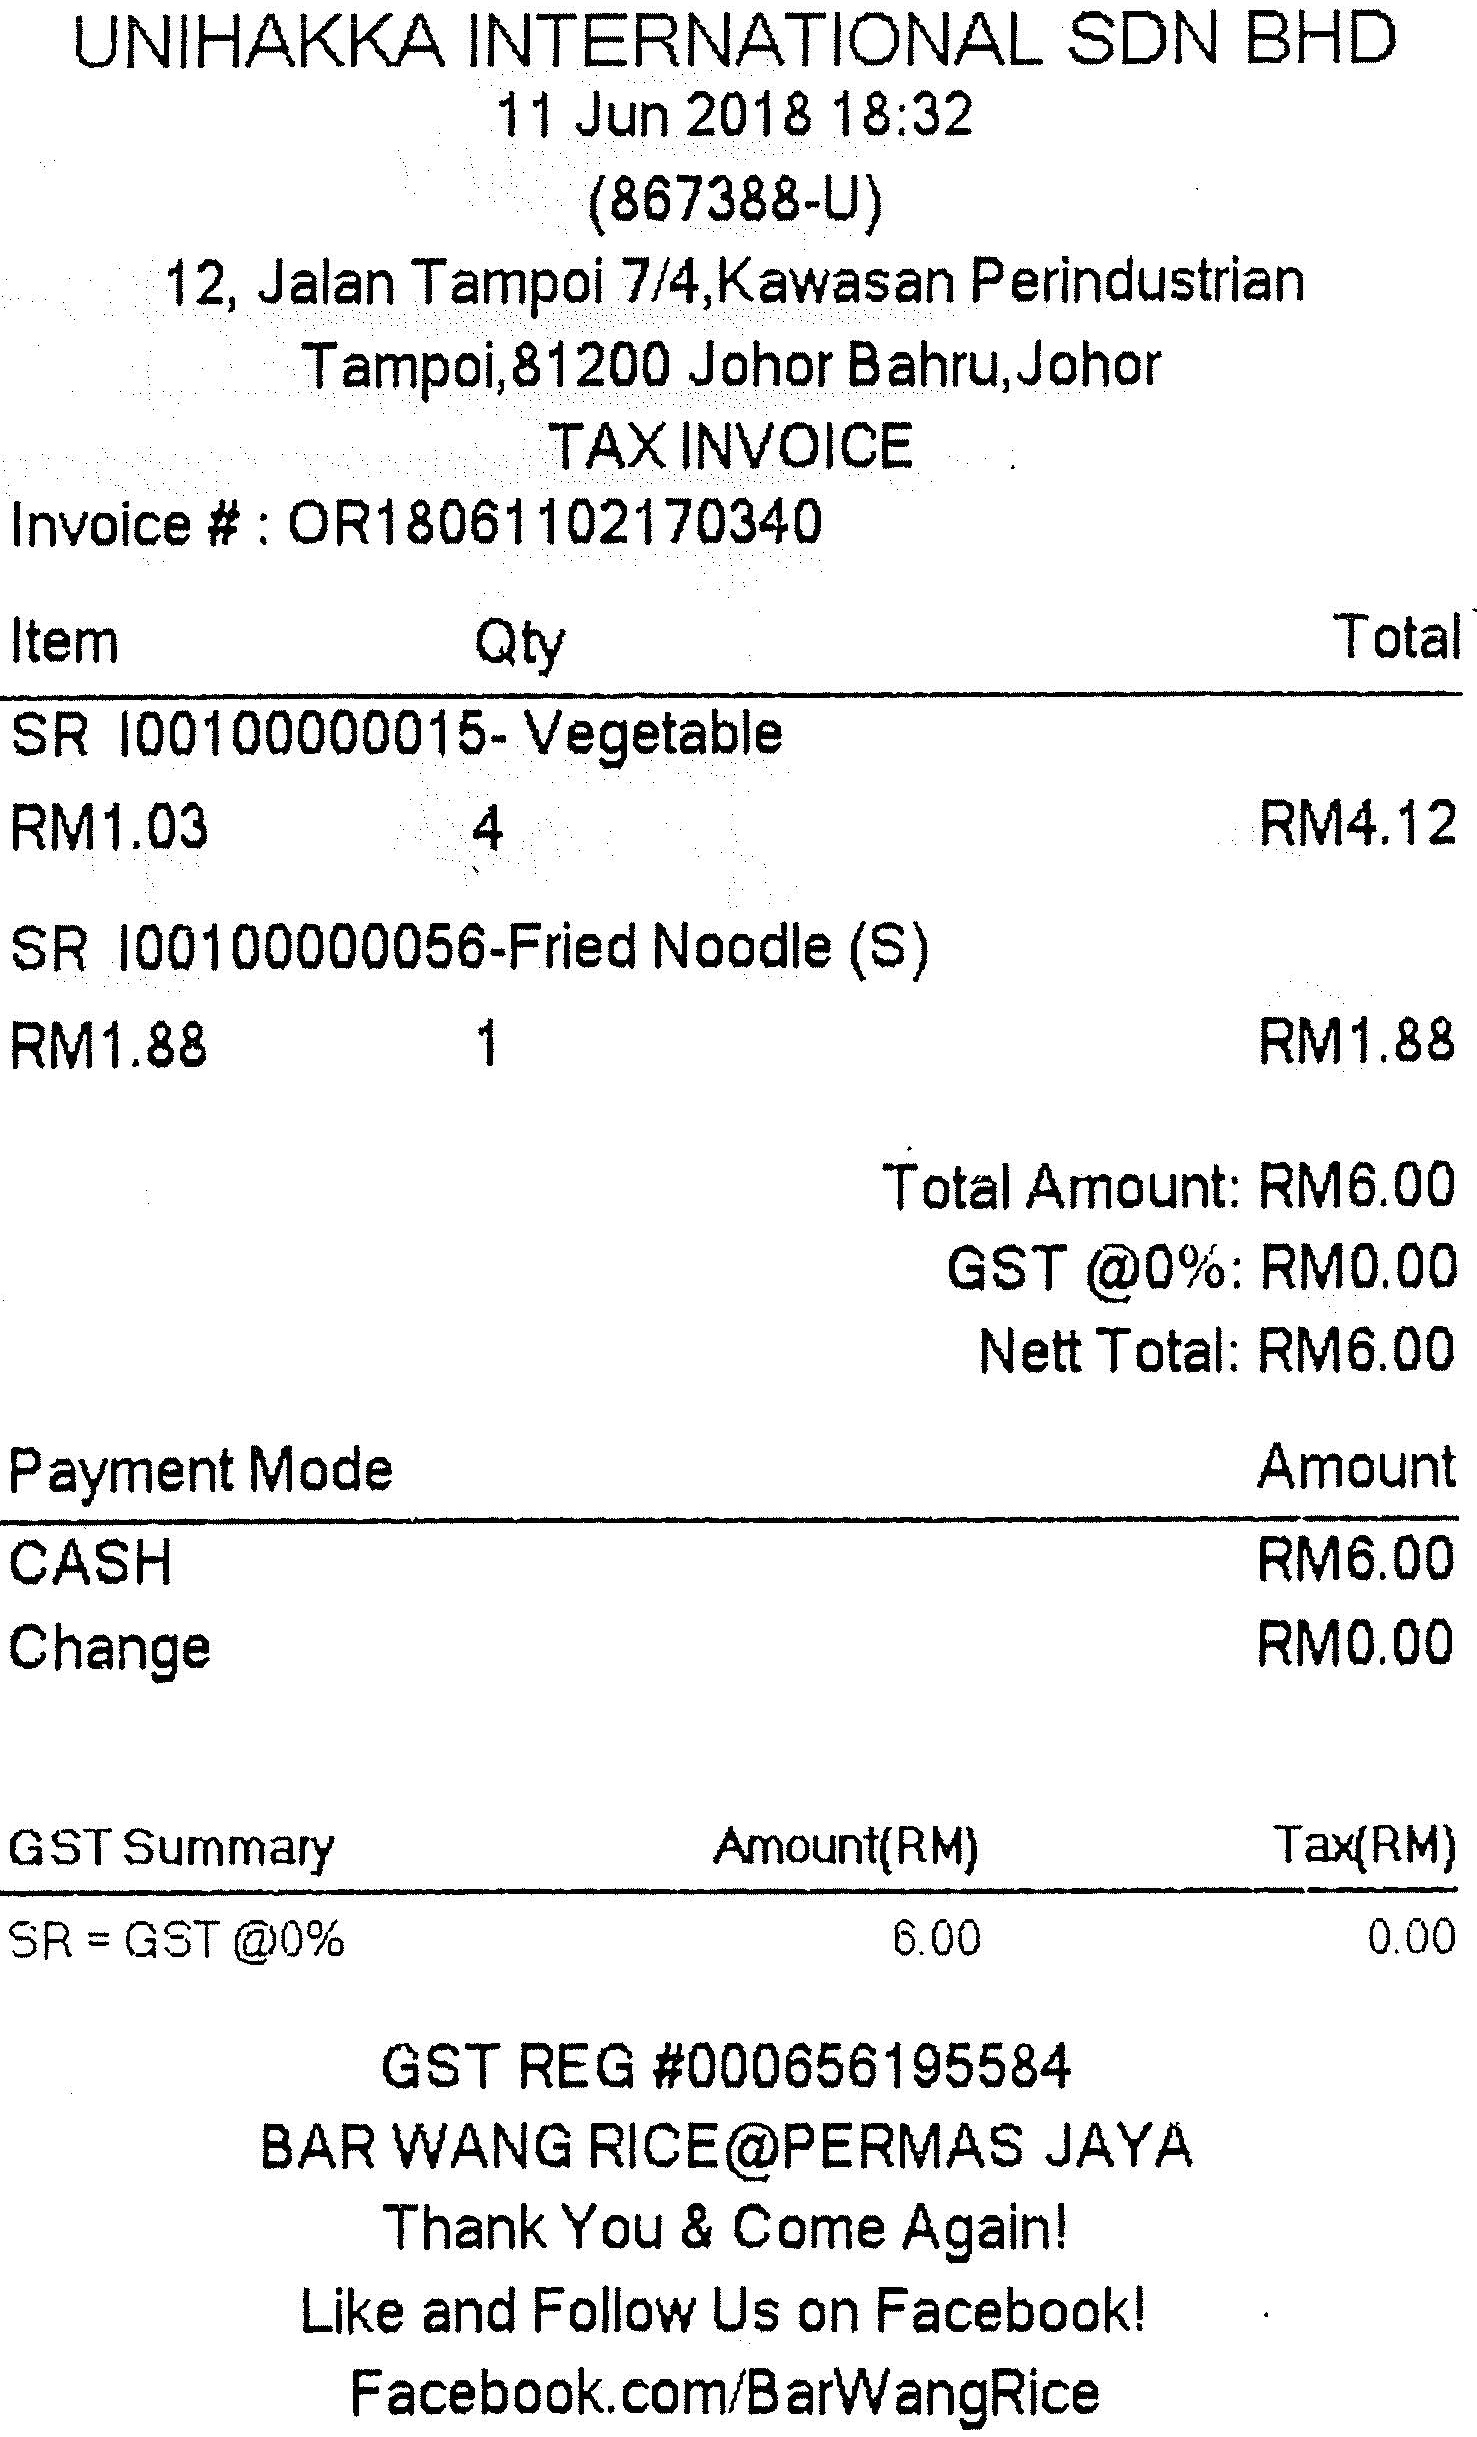 UNIHAKKA INTERNATIONAL SDN BHD
11 Jun 2018 18:32
(867388-U)
12, Jalan Tampoi 7/4,Kawasan Perindustrian
Tampoi,81200 Johor Bahru,Johor
TAX INVOICE
Invoice # : OR18061102170340
Item Qty Total
SR I00100000015- Vegetable
RM1.03 4 RM4.12
SR I00100000056-Fried Noodle (S)
RM1.88 1 RM1.88
Total Amount: RM6.00
GST @0%: RM0.00
Nett Total: RM6.00
Payment Mode Amount
CASH RM6.00
Change RM0.00
GST Summary Amount(RM) Tax(RM)
SR = GST @0% 6.00 0.00
GST REG #000656195584
BAR WANG RICE@PERMAS JAYA
Thank You & Come Again!
Like and Follow Us on Facebook!
Facebook.com/BarWangRice